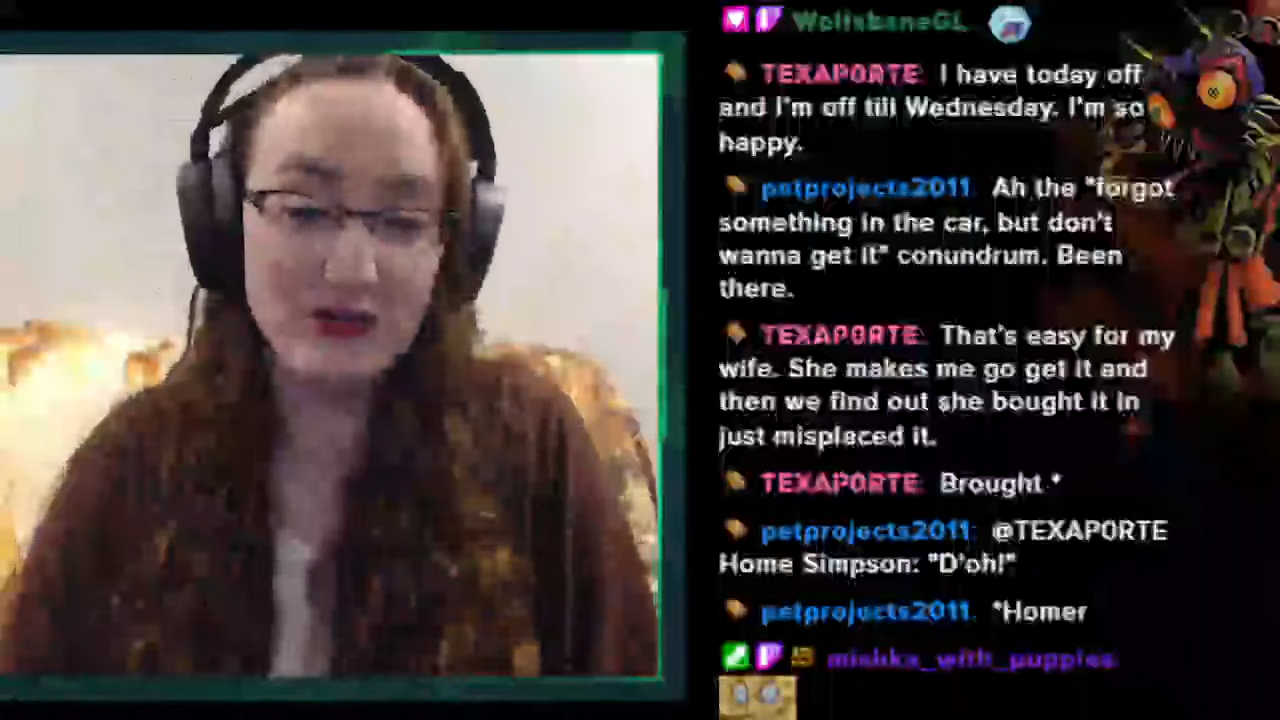 WolfsbaneGL
TEXAPORTE: I have today off
and I'm off till Wednesday. I'm so
happy.
petprojects2011: Ah the "forgot
something in the car, but don't
wanna get it" conundrum. Been
there.
TEXAPORTE: That's easy for my
wife. She makes me go get it and
then we find out she bought it in
just misplaced it.
TEXAPORTE: Brought *
petprojects2011: @TEXAPORTE
Home Simpson: "D'oh!"
petprojects2011: *Homer
mishka_with_puppies: